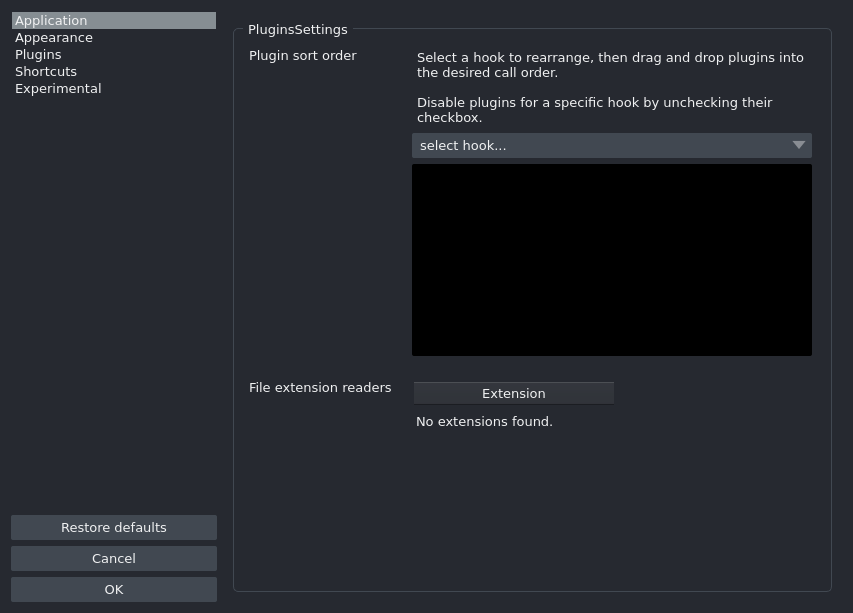 Application
Appearance
Plugins
Shortcuts
Experimental
PluginsSettings
Plugin sort order
Select a hook to rearrange, then drag and drop plugins into
the desired call order.
Disable plugins for a specific hook by unchecking their
checkbox.
select hook...
File extension readers
Extension
No extensions found.
Restore defaults
Cancel
OK